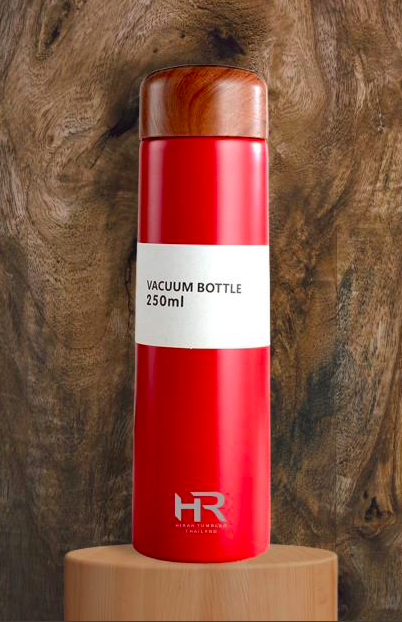 VACUUM BOTTLE
250ml
HR
HIRAH TUMBLER
THAILAND